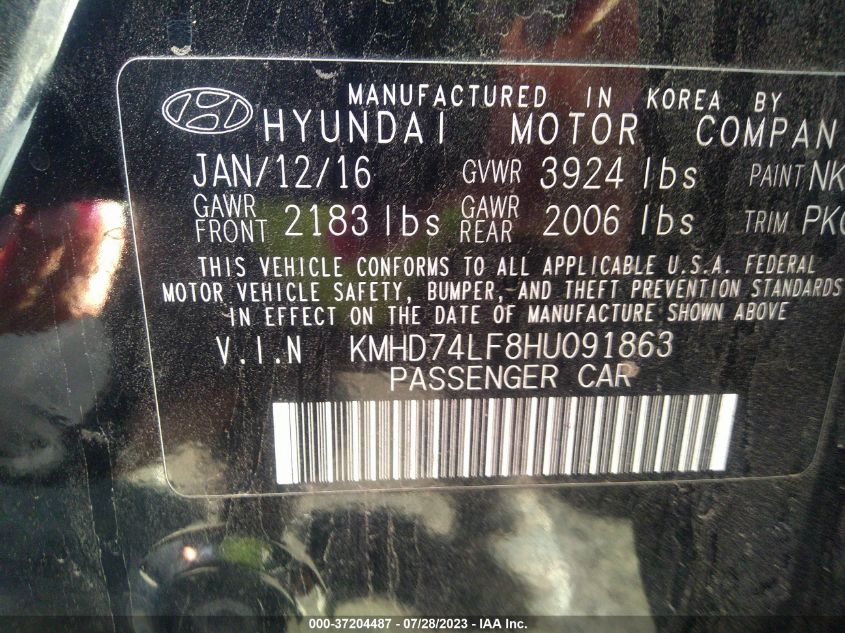 MANUFACTURED IN KOREA BY
HYUNDAI MOTOR COMPAN
JAN/12/16 GVWR 3924 lbs PAINT NK
GAWR FRONT 2183 lbs GAWR REAR 2006 lbs TRIM PK
THIS VEHICLE CONFORMS TO ALL APPLICABLE U.S.A. FEDERAL
MOTOR VEHICLE SAFETY, BUMPER, AND THEFT PREVENTION STANDARDS
IN EFFECT ON THE DATE OF MANUFACTURE SHOWN ABOVE
V.I.N KMHD74LF8HU091863
PASSENGER CAR
000-37204487 - 07/28/2023 - IAA Inc.